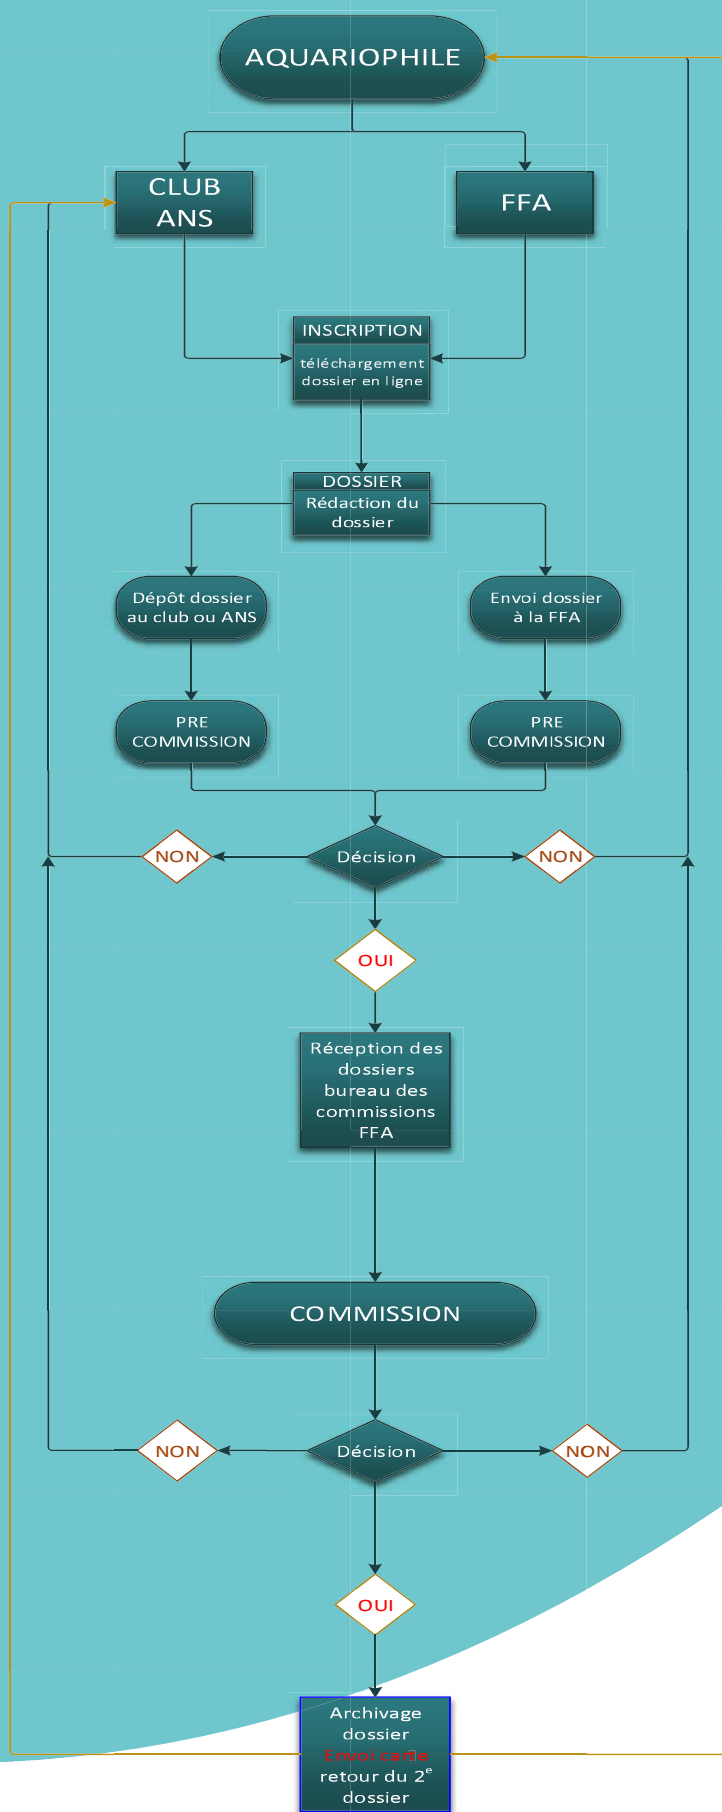 AQUARIOPHILE
CLUB
ANS
FFA
INSCRIPTION
téléchargement
dossier en ligne
DOSSIER
Rédaction du
dossier
Dépôt dossier
au club ou ANS
Envoi dossier
à la FFA
PRE
COMMISSION
PRE
COMMISSION
NON
Décision
NON
OUI
Réception des
dossiers
bureau des
commissions
FFA
COMMISSION
NON
Décision
NON
OUI
Archivage
dossier
Envoi carte
retour du 2e
dossier